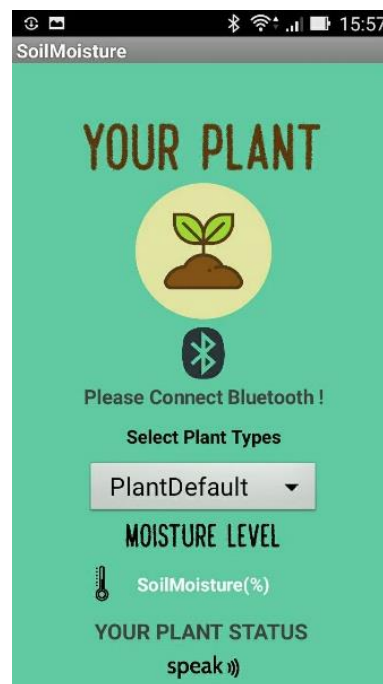 15:57
SoilMoisture
YOUR PLANT
Please Connect Bluetooth !
Select Plant Types
PlantDefault
MOISTURE LEVEL
SoilMoisture(%)
YOUR PLANT STATUS
speak